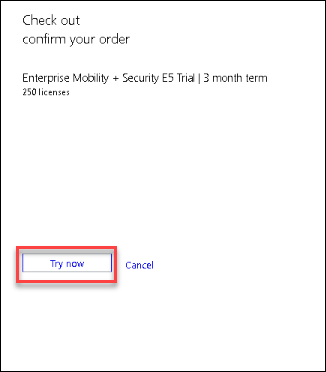 Check out
confirm your order
Enterprise Mobility + Security E5 Trial | 3 month term
250 licenses
Try now
Cancel